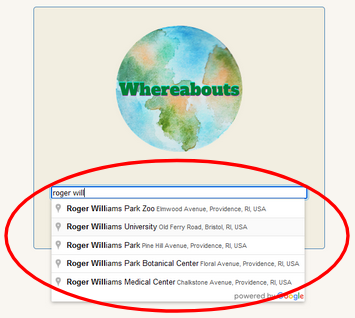 Whereabouts
roger will
Roger Williams Park Zoo Elmwood Avenue, Providence, RI, USA
Roger Williams University Old Ferry Road, Bristol, RI, USA
Roger Williams Park Pine Hill Avenue, Providence, RI, USA
Roger Williams Park Botanical Center Floral Avenue, Providence, RI, USA
Roger Williams Medical Center Chalkstone Avenue, Providence, RI, USA
powered by Google